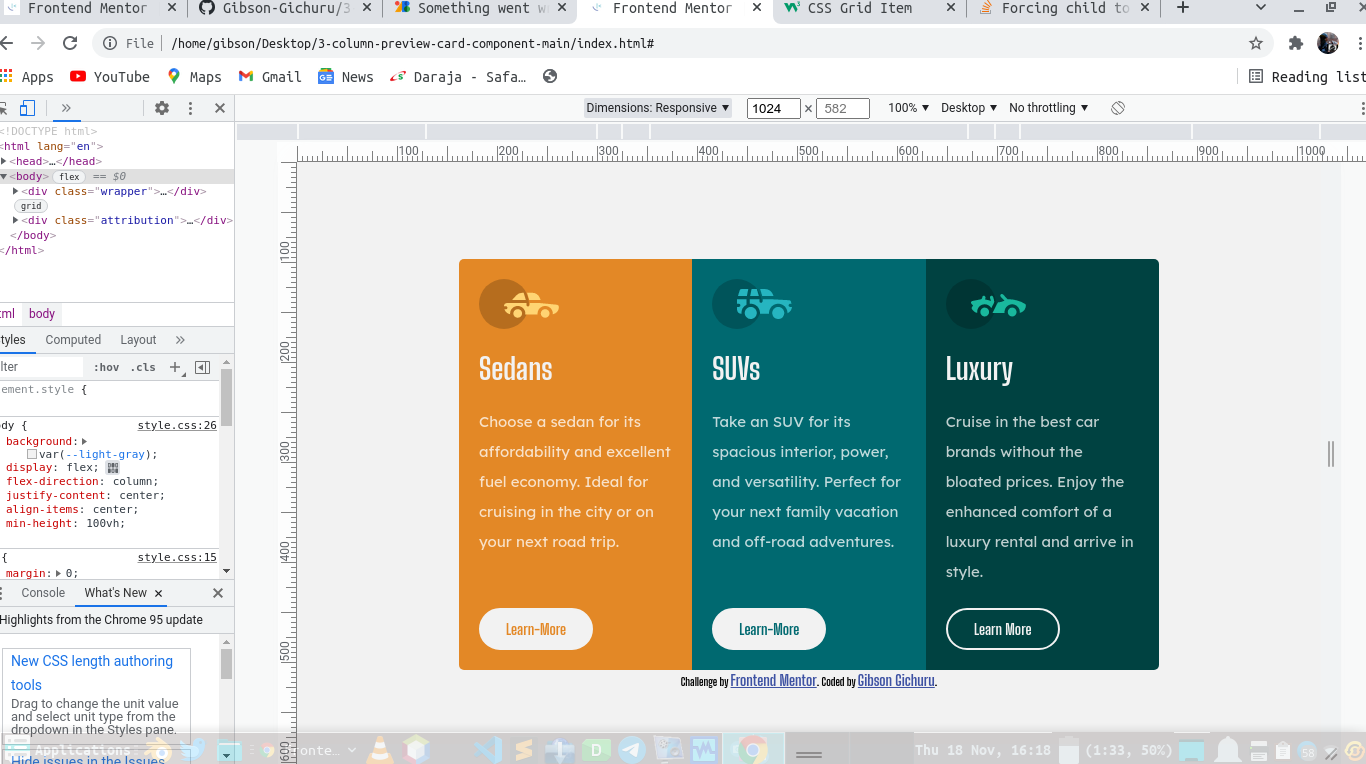 Frontend Mentor
Gibson-Gichuru/3
Something went w
Frontend Mentor
CSS Grid Item
Forcing child to
File /home/gibson/Desktop/3-column-preview-card-component-main/index.html#
Apps YouTube Maps Gmail News Daraja - Safa… Reading list
Dimensions: Responsive 1024 × 582 100% Desktop No throttling
100 200 300 400 500 600 700 800 900 1000
<!DOCTYPE html>
<html lang="en">
<head>…</head>
<body> flex == $0
<div class="wrapper">…</div>
grid
<div class="attribution">…</div>
</body>
</html>
tml body
tyles Computed Layout
lter :hov .cls
ement.style {
ody { style.css:26
background:
var(--light-gray);
display: flex;
flex-direction: column;
justify-content: center;
align-items: center;
min-height: 100vh;
{ style.css:15
margin: 0;
Console What's New
Highlights from the Chrome 95 update
New CSS length authoring
tools
Drag to change the unit value
and select unit type from the
dropdown in the Styles pane.
Hide issues in the Issues
100
200
300
400
500
600
Sedans
Choose a sedan for its
affordability and excellent
fuel economy. Ideal for
cruising in the city or on
your next road trip.
Learn-More
SUVs
Take an SUV for its
spacious interior, power,
and versatility. Perfect for
your next family vacation
and off-road adventures.
Learn-More
Luxury
Cruise in the best car
brands without the
bloated prices. Enjoy the
enhanced comfort of a
luxury rental and arrive in
style.
Learn More
Challenge by Frontend Mentor. Coded by Gibson Gichuru.
Applications
Thu 18 Nov, 16:18 (1:33, 50%)